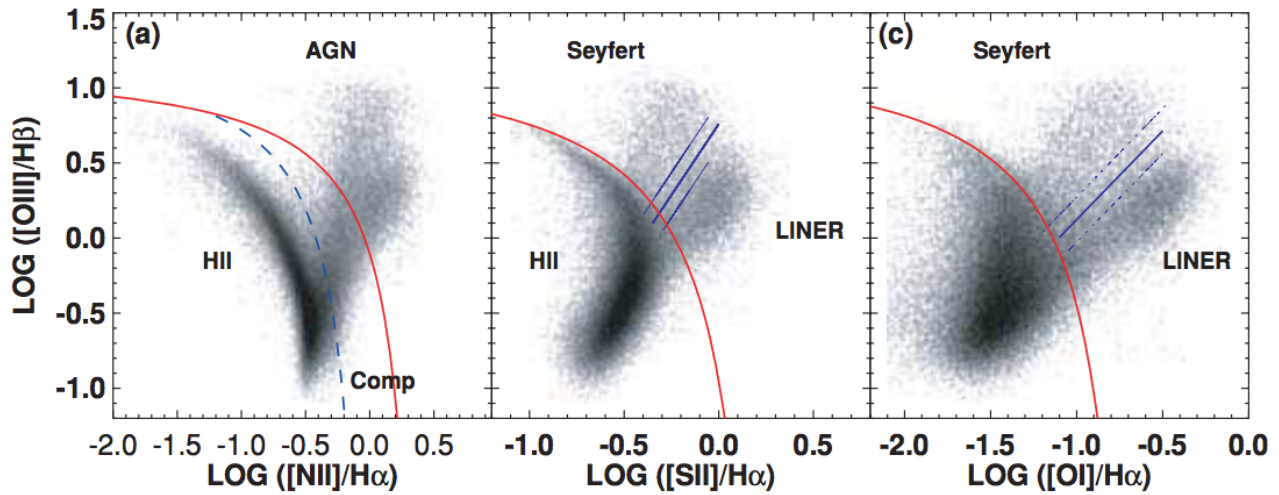 (a)
AGN
HII
Comp
LOG ([OIII]/Hβ)
1.5
1.0
0.5
0.0
-0.5
-1.0
-2.0 -1.5 -1.0 -0.5 0.0 0.5
LOG ([NII]/Hα)
Seyfert
HII
LINER
-1.0 -0.5 0.0
LOG ([SII]/Hα)
(c)
Seyfert
LINER
-2.0 -1.5 -1.0 -0.5 0.0
LOG ([OI]/Hα)